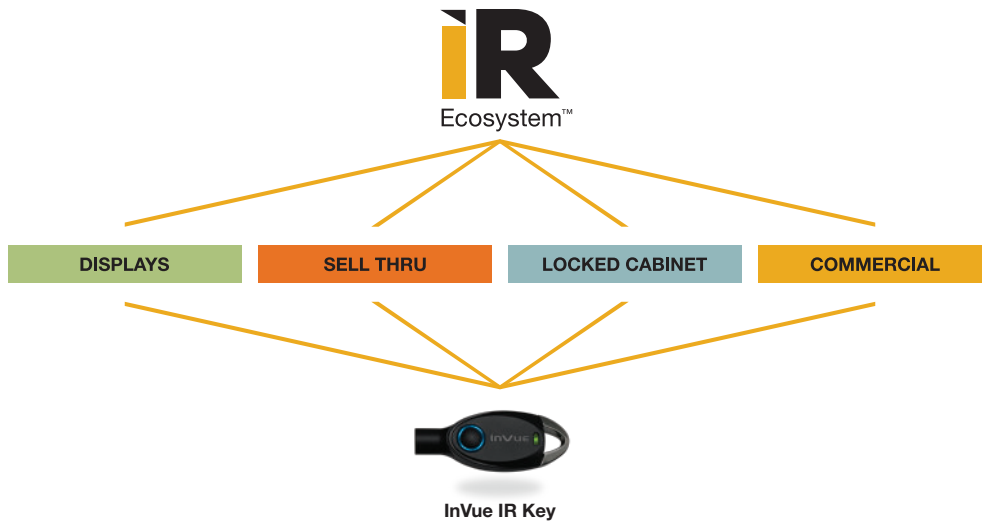 iR
Ecosystem™
DISPLAYS
SELL THRU
LOCKED CABINET
COMMERCIAL
InVue
InVue IR Key